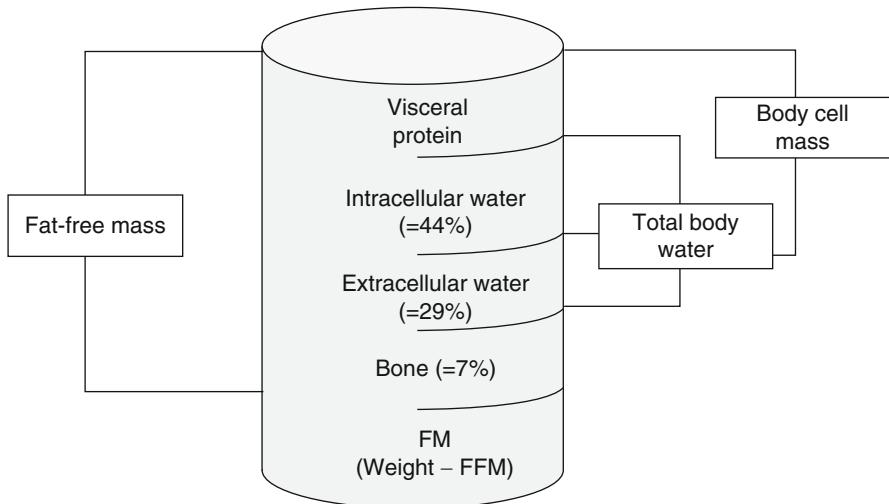 Visceral
protein
Body cell
mass
Intracellular water
(=44%)
Fat-free mass
Total body
water
Extracellular water
(=29%)
Bone (=7%)
FM
(Weight – FFM)